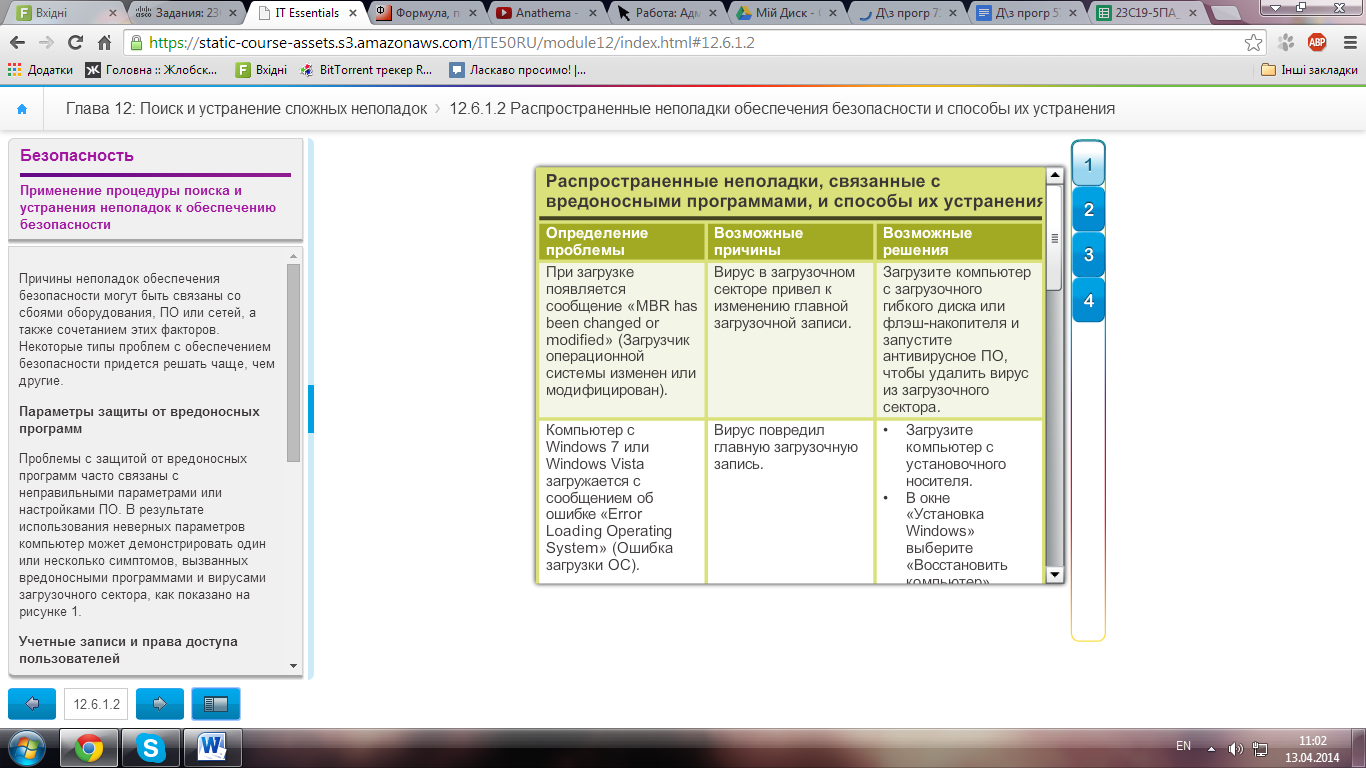 Вхідні
Задания: 23С
IT Essentials
Формула, п
Anathema -
Работа: Адм
Мій Диск -
Д\з прогр 7
Д\з прогр 5
23С19-5ПА_
https://static-course-assets.s3.amazonaws.com/ITE50RU/module12/index.html#12.6.1.2
ABP
Додатки
Головна :: Жлобск...
Вхідні
BitTorrent трекер R...
Ласкаво просимо! |...
Інші закладки
Глава 12: Поиск и устранение сложных неполадок
12.6.1.2 Распространенные неполадки обеспечения безопасности и способы их устранения
Безопасность
Применение процедуры поиска и
устранения неполадок к обеспечению
безопасности
Причины неполадок обеспечения
безопасности могут быть связаны со
сбоями оборудования, ПО или сетей, а
также сочетанием этих факторов.
Некоторые типы проблем с обеспечением
безопасности придется решать чаще, чем
другие.
Параметры защиты от вредоносных
программ
Проблемы с защитой от вредоносных
программ часто связаны с
неправильными параметрами или
настройками ПО. В результате
использования неверных параметров
компьютер может демонстрировать один
или несколько симптомов, вызванных
вредоносными программами и вирусами
загрузочного сектора, как показано на
рисунке 1.
Учетные записи и права доступа
пользователей
12.6.1.2
Распространенные неполадки, связанные с
вредоносными программами, и способы их устранения
Определение
проблемы
Возможные
причины
Возможные
решения
При загрузке
появляется
сообщение «MBR has
been changed or
modified» (Загрузчик
операционной
системы изменен или
модифицирован).
Вирус в загрузочном
секторе привел к
изменению главной
загрузочной записи.
Загрузите компьютер
с загрузочного
гибкого диска или
флэш-накопителя и
запустите
антивирусное ПО,
чтобы удалить вирус
из загрузочного
сектора.
Компьютер с
Windows 7 или
Windows Vista
загружается с
сообщением об
ошибке «Error
Loading Operating
System» (Ошибка
загрузки ОС).
Вирус повредил
главную загрузочную
запись.
• Загрузите
компьютер с
установочного
носителя.
• В окне
«Установка
Windows»
выберите
«Восстановить
компьютер»
1
2
3
4
EN
11:02
13.04.2014